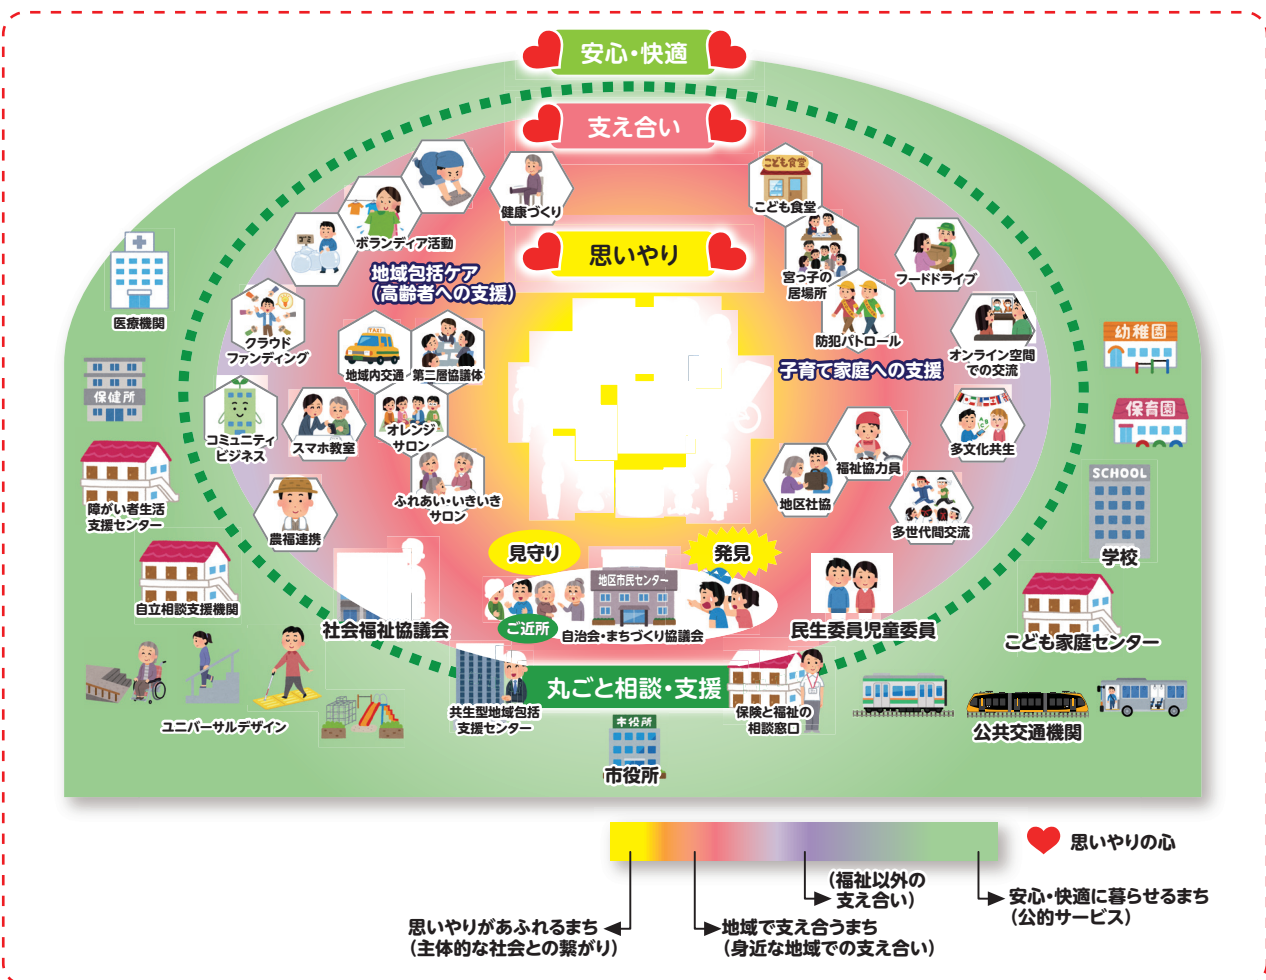 安心・快適
支え合い
思いやり
健康づくり
ボランティア活動
ゴミ
地域包括ケア
(高齢者への支援)
クラウド
ファンディング
TAXI
地域内交通
第二層協議体
コミュニティ
ビジネス
スマホ教室
オレンジ
サロン
ふれあい・いきいき
サロン
農福連携
こども食堂
こども食堂
宮っ子の
居場所
防犯パトロール
フードドライブ
オンライン空間
での交流
子育て家庭への支援
多文化共生
福祉協力員
地区社協
多世代間交流
医療機関
保健所
障がい者生活
支援センター
自立相談支援機関
ユニバーサルデザイン
幼稚園
保育園
SCHOOL
学校
こども家庭センター
公共交通機関
見守り
発見
地区市民センター
ご近所
自治会・まちづくり協議会
社会福祉協議会
民生委員児童委員
丸ごと相談・支援
共生型地域包括
支援センター
保険と福祉の
相談窓口
市役所
市役所
思いやりの心
(福祉以外の
支え合い)
安心・快適に暮らせるまち
(公的サービス)
思いやりがあふれるまち
(主体的な社会との繋がり)
地域で支え合うまち
(身近な地域での支え合い)